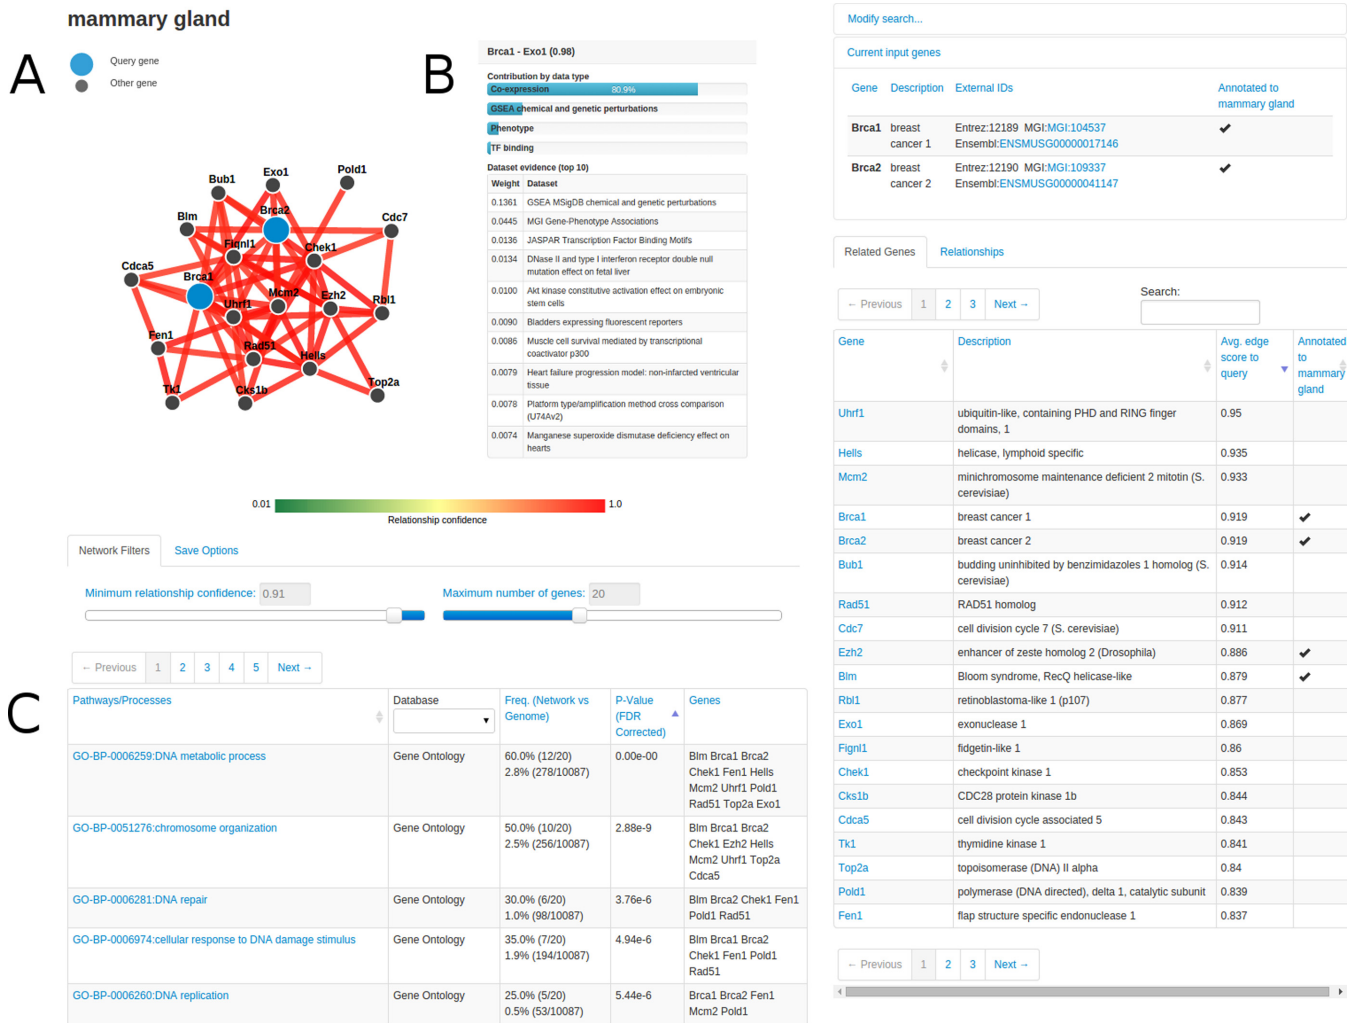 mammary gland
A
Query gene
Other gene
Bub1
Exo1
Pold1
Blm
Brca2
Cdc7
Fignl1
Chek1
Cdca5
Brca1
Mcm2
Ezh2
Rbl1
Uhrf1
Fen1
Rad51
Hells
Tk1
Cks1b
Top2a
B
Brca1 - Exo1 (0.98)
Contribution by data type
Co-expression 80.9%
GSEA chemical and genetic perturbations
Phenotype
TF binding
Dataset evidence (top 10)
Weight Dataset
0.1361 GSEA MSigDB chemical and genetic perturbations
0.0445 MGI Gene-Phenotype Associations
0.0136 JASPAR Transcription Factor Binding Motifs
0.0134 DNase II and type I interferon receptor double null
mutation effect on fetal liver
0.0100 Akt kinase constitutive activation effect on embryonic
stem cells
0.0090 Bladders expressing fluorescent reporters
0.0086 Muscle cell survival mediated by transcriptional
coactivator p300
0.0079 Heart failure progression model: non-infarcted ventricular
tissue
0.0078 Platform type/amplification method cross comparison
(U74Av2)
0.0074 Manganese superoxide dismutase deficiency effect on
hearts
0.01 1.0
Relationship confidence
Network Filters Save Options
Minimum relationship confidence: 0.91 Maximum number of genes: 20
← Previous 1 2 3 4 5 Next →
C
Pathways/Processes Database Freq. (Network vs
Genome) P-Value
(FDR
Corrected) Genes
GO-BP-0006259:DNA metabolic process Gene Ontology 60.0% (12/20) 0.00e-00 Blm Brca1 Brca2
2.8% (278/10087) Chek1 Fen1 Hells
Mcm2 Uhrf1 Pold1
Rad51 Top2a Exo1
GO-BP-0051276:chromosome organization Gene Ontology 50.0% (10/20) 2.88e-9 Blm Brca1 Brca2
2.5% (256/10087) Chek1 Ezh2 Hells
Mcm2 Uhrf1 Top2a
Cdca5
GO-BP-0006281:DNA repair Gene Ontology 30.0% (6/20) 3.76e-6 Blm Brca2 Chek1 Fen1
1.0% (98/10087) Pold1 Rad51
GO-BP-0006974:cellular response to DNA damage stimulus Gene Ontology 35.0% (7/20) 4.94e-6 Blm Brca1 Brca2
1.9% (194/10087) Chek1 Fen1 Pold1
Rad51
GO-BP-0006260:DNA replication Gene Ontology 25.0% (5/20) 5.44e-6 Brca1 Brca2 Fen1
0.5% (53/10087) Mcm2 Pold1
Modify search...
Current input genes
Gene Description External IDs Annotated to
mammary gland
Brca1 breast Entrez:12189 MGI:MGI:104537 ✔
cancer 1 Ensembl:ENSMUSG00000017146
Brca2 breast Entrez:12190 MGI:MGI:109337 ✔
cancer 2 Ensembl:ENSMUSG00000041147
Related Genes Relationships
← Previous 1 2 3 Next →
Search:
Gene Description Avg. edge
score to
query Annotated
to
mammary
gland
Uhrf1 ubiquitin-like, containing PHD and RING finger 0.95
domains, 1
Hells helicase, lymphoid specific 0.935
Mcm2 minichromosome maintenance deficient 2 mitotin (S. 0.933
cerevisiae)
Brca1 breast cancer 1 0.919 ✔
Brca2 breast cancer 2 0.919 ✔
Bub1 budding uninhibited by benzimidazoles 1 homolog (S. 0.914
cerevisiae)
Rad51 RAD51 homolog 0.912
Cdc7 cell division cycle 7 (S. cerevisiae) 0.911
Ezh2 enhancer of zeste homolog 2 (Drosophila) 0.886 ✔
Blm Bloom syndrome, RecQ helicase-like 0.879 ✔
Rbl1 retinoblastoma-like 1 (p107) 0.877
Exo1 exonuclease 1 0.869
Fignl1 fidgetin-like 1 0.86
Chek1 checkpoint kinase 1 0.853
Cks1b CDC28 protein kinase 1b 0.844
Cdca5 cell division cycle associated 5 0.843
Tk1 thymidine kinase 1 0.841
Top2a topoisomerase (DNA) II alpha 0.84
Pold1 polymerase (DNA directed), delta 1, catalytic subunit 0.839
Fen1 flap structure specific endonuclease 1 0.837
← Previous 1 2 3 Next →